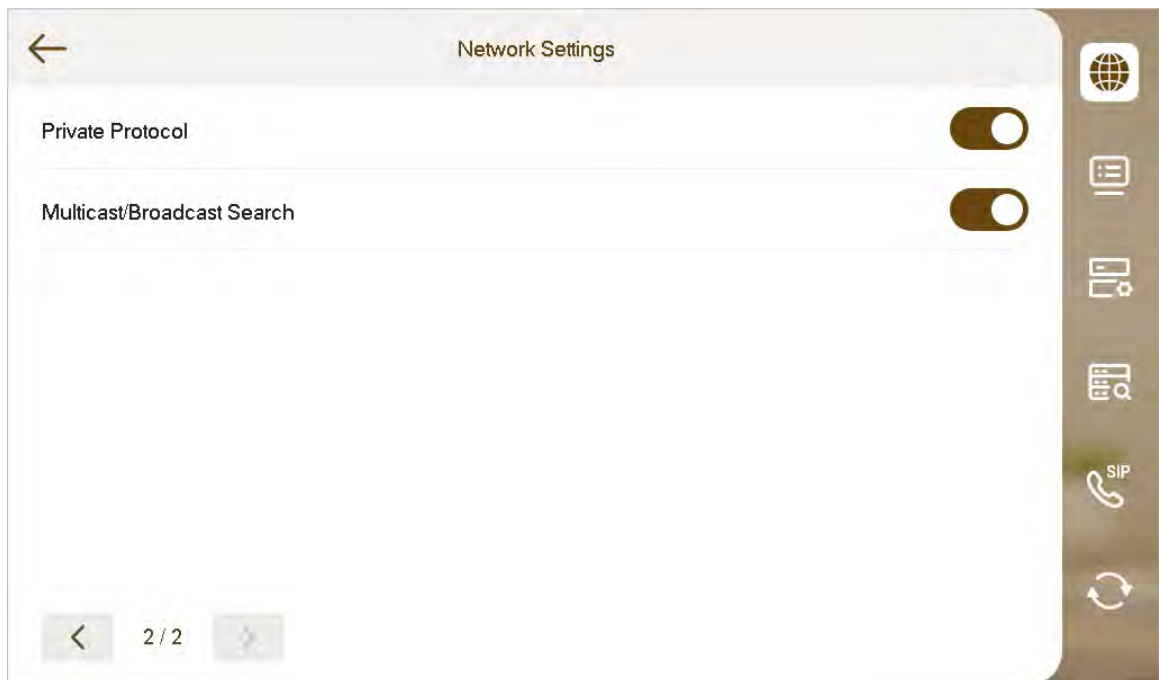 Network Settings
Private Protocol
Multicast/Broadcast Search
SIP
2 / 2